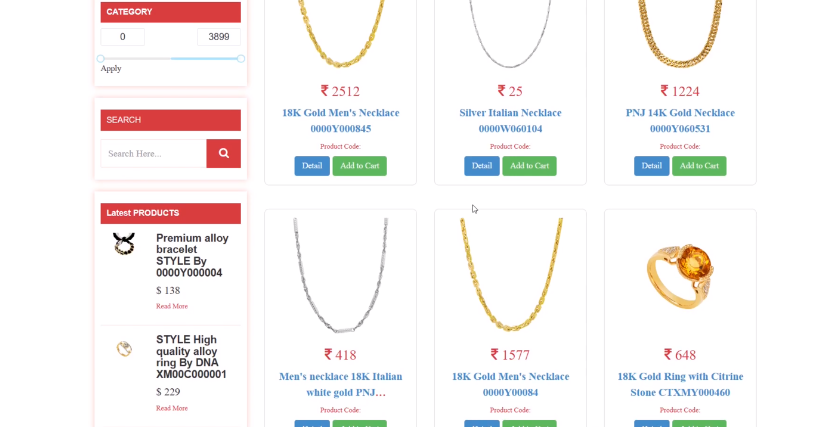 CATEGORY
0 3899
Apply
SEARCH
Search Here...
Latest PRODUCTS
Premium alloy
bracelet
STYLE By
0000Y000004
$ 138
Read More
STYLE High
quality alloy
ring By DNA
XM00C000001
$ 229
Read More
₹ 2512
18K Gold Men's Necklace
0000Y000845
Product Code:
Detail Add to Cart
₹ 25
Silver Italian Necklace
0000W060104
Product Code:
Detail Add to Cart
₹ 1224
PNJ 14K Gold Necklace
0000Y060531
Product Code:
Detail Add to Cart
₹ 418
Men's necklace 18K Italian
white gold PNJ…
Product Code:
₹ 1577
18K Gold Men's Necklace
0000Y00084
Product Code:
₹ 648
18K Gold Ring with Citrine
Stone CTXMY000460
Product Code: